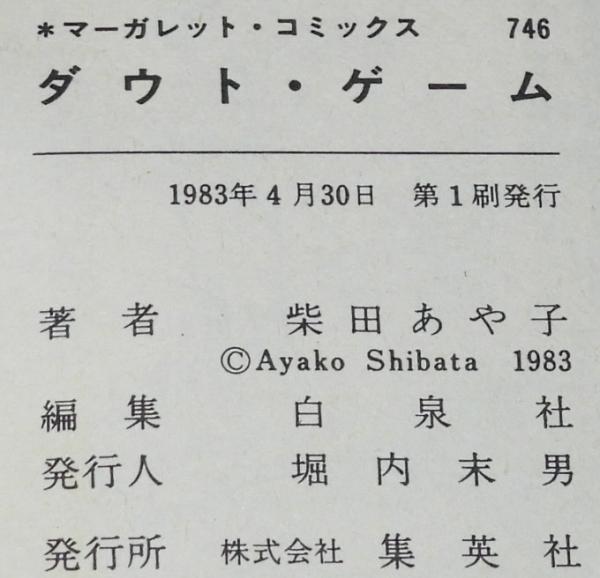 *マーガレット・コミックス 746
ダウト・ゲーム
1983年4月30日 第1刷発行
著者 柴田あや子
©Ayako Shibata 1983
編集 白泉社
発行人 堀内末男
発行所 株式会社 集英社